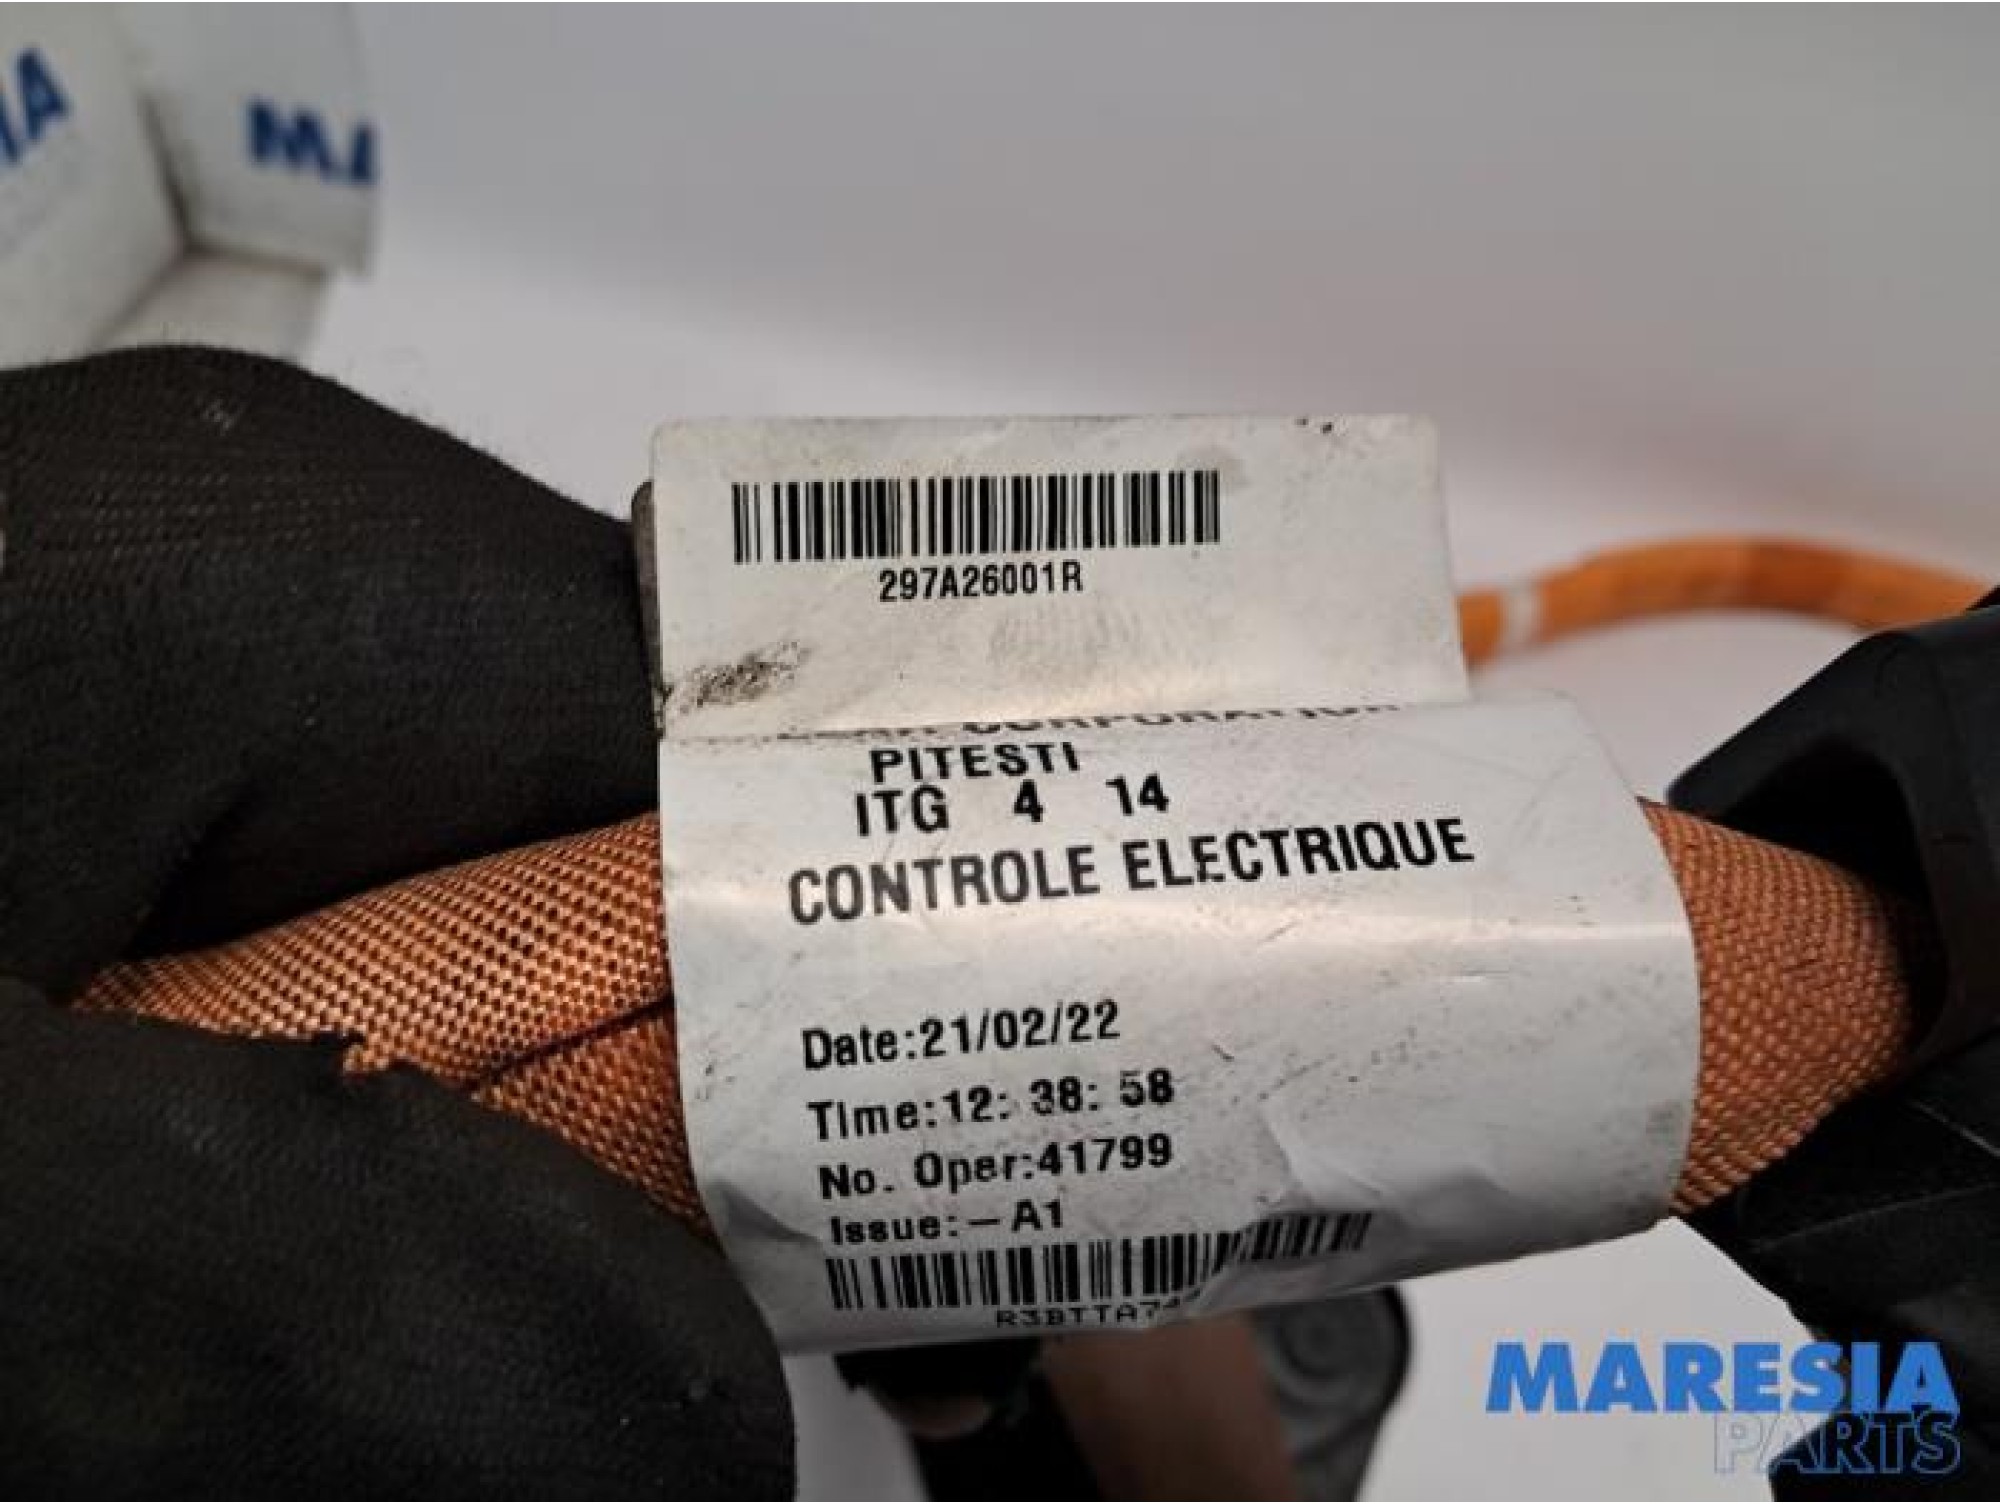 297A26001R
CORPORATION
PITESTI
ITG 4 14
CONTROLE ELECTRIQUE
Date:21/02/22
Time:12: 38: 58
No. Oper:41799
Issue:-A1
MARESIA
PARTS